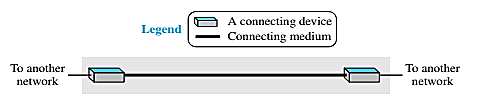 Legend
A connecting device
Connecting medium
To another
network
To another
network